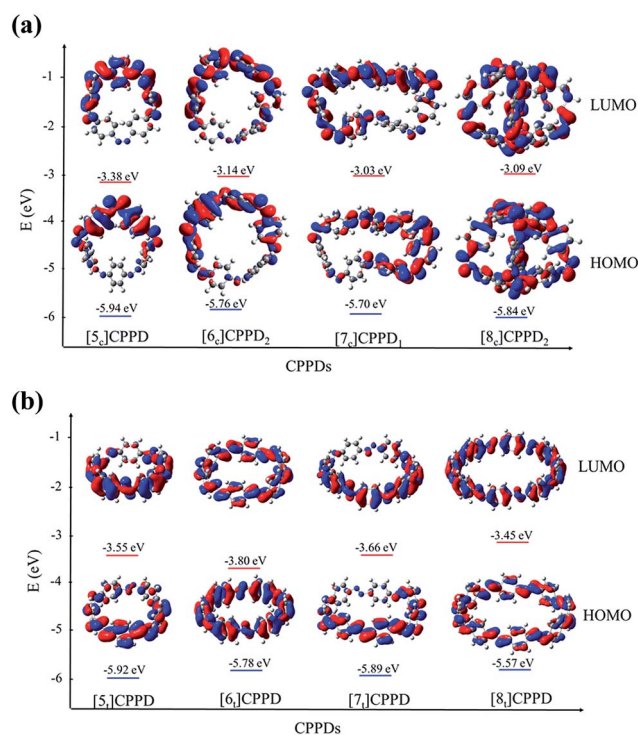 (a)
-1
-2
-3
-4
-5
-6
E (eV)
LUMO
-3.38 eV
-3.14 eV
-3.03 eV
-3.09 eV
HOMO
-5.94 eV
-5.76 eV
-5.70 eV
-5.84 eV
[5c]CPPD
[6c]CPPD2
[7c]CPPD1
[8c]CPPD2
CPPDs
(b)
-1
-2
-3
-4
-5
-6
E (eV)
LUMO
-3.55 eV
-3.80 eV
-3.66 eV
-3.45 eV
HOMO
-5.92 eV
-5.78 eV
-5.89 eV
-5.57 eV
[5t]CPPD
[6t]CPPD
[7t]CPPD
[8t]CPPD
CPPDs